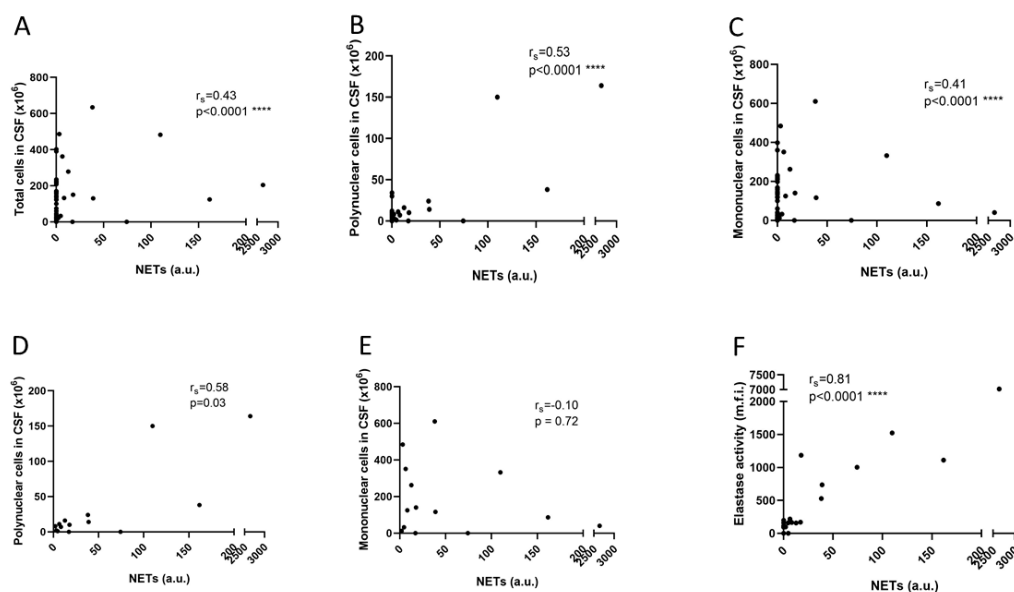 A
Total cells in CSF (x10⁶)
800
600
400
200
0
rₛ=0.43
p<0.0001 ****
0
50
100
150
200
2500
3000
NETs (a.u.)
B
Polynuclear cells in CSF (x10⁶)
200
150
100
50
0
rₛ=0.53
p<0.0001 ****
0
50
100
150
200
2500
3000
NETs (a.u.)
C
Mononuclear cells in CSF (x10⁶)
800
600
400
200
0
rₛ=0.41
p<0.0001 ****
0
50
100
150
200
2500
3000
NETs (a.u.)
D
Polynuclear cells in CSF (x10⁶)
200
150
100
50
0
rₛ=0.58
p=0.03
0
50
100
150
200
2500
3000
NETs (a.u.)
E
Mononuclear cells in CSF (x10⁶)
800
600
400
200
0
rₛ=-0.10
p = 0.72
0
50
100
150
200
2500
3000
NETs (a.u.)
F
Elastase activity (m.f.i.)
7500
7000
2000
1500
1000
500
0
rₛ=0.81
p<0.0001 ****
0
50
100
150
200
2500
3000
NETs (a.u.)